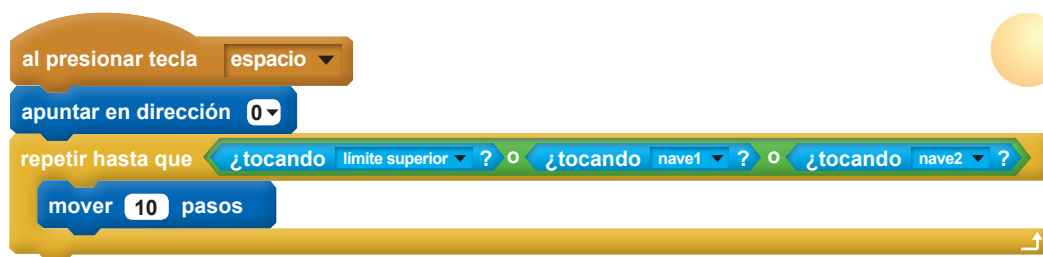 al presionar tecla espacio
apuntar en dirección 0
repetir hasta que ¿tocando límite superior ? o ¿tocando nave1 ? o ¿tocando nave2 ?
mover 10 pasos